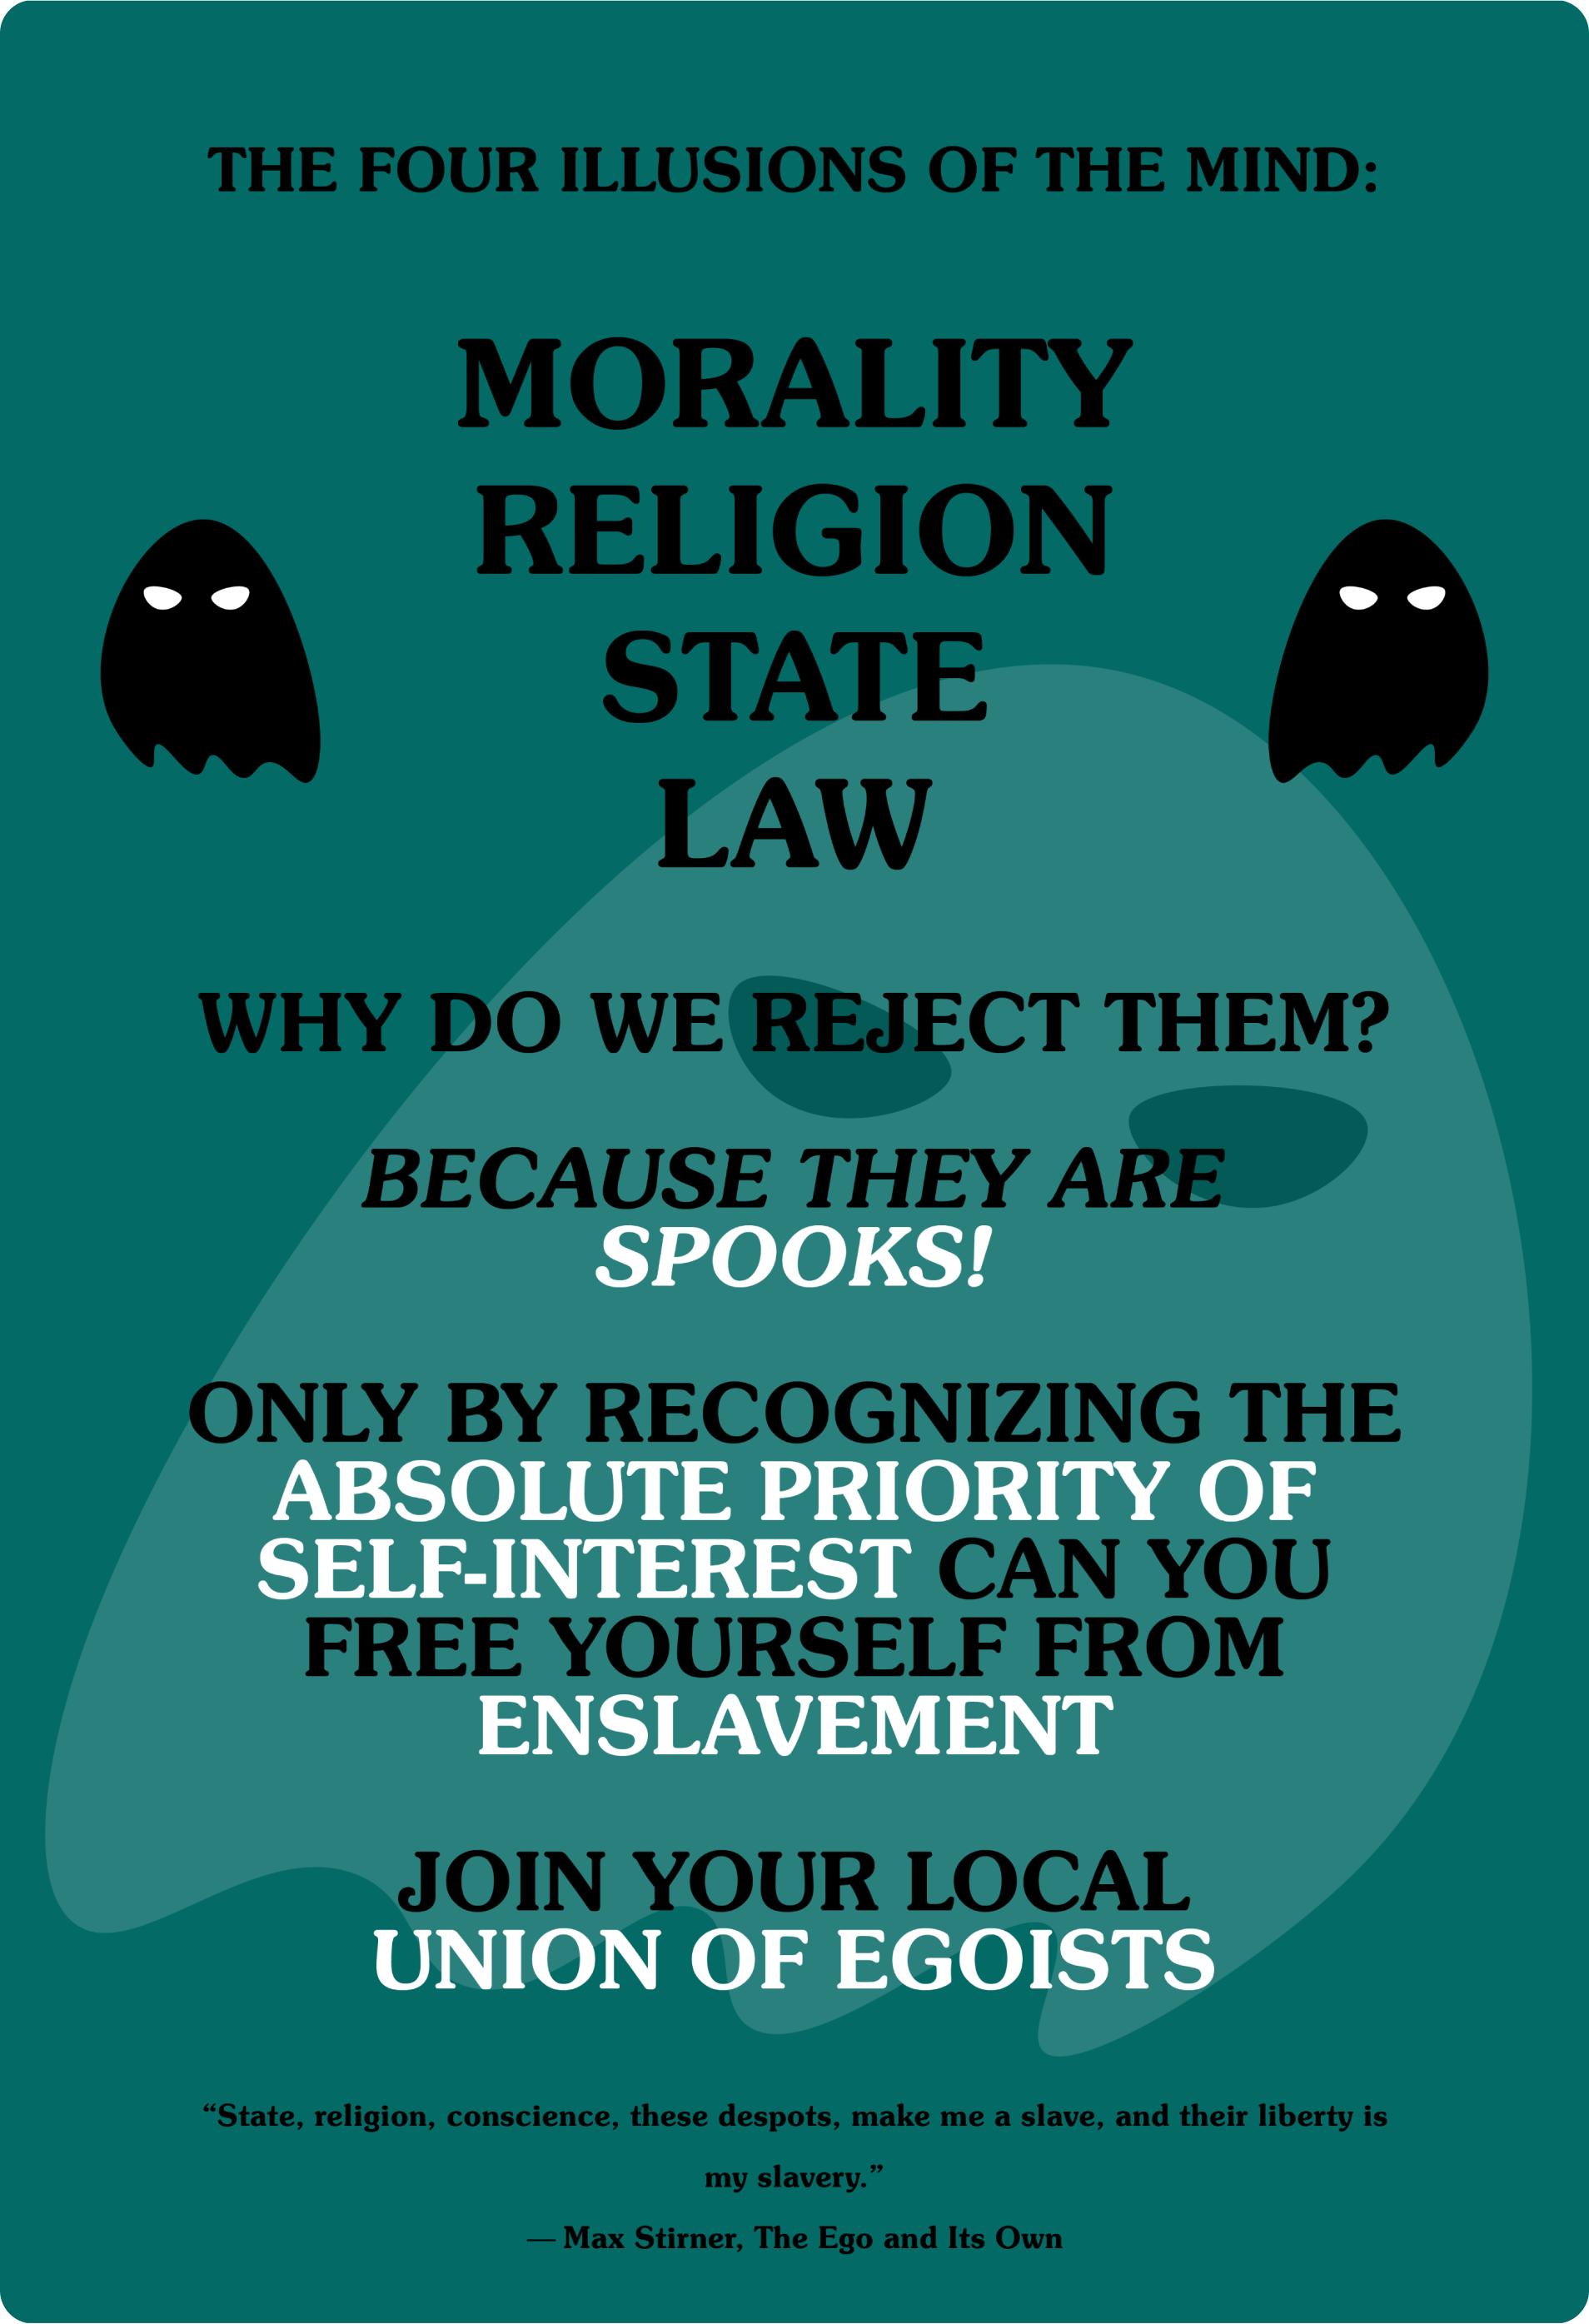 THE FOUR ILLUSIONS OF THE MIND:
MORALITY
RELIGION
STATE
LAW
WHY DO WE REJECT THEM?
BECAUSE THEY ARE
SPOOKS!
ONLY BY RECOGNIZING THE
ABSOLUTE PRIORITY OF
SELF-INTEREST CAN YOU
FREE YOURSELF FROM
ENSLAVEMENT
JOIN YOUR LOCAL
UNION OF EGOISTS
“State, religion, conscience, these despots, make me a slave, and their liberty is
my slavery.”
— Max Stirner, The Ego and Its Own